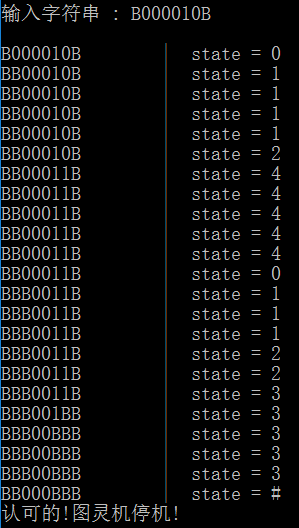 输入字符串 : B000010B
B000010B state = 0
BB00010B state = 1
BB00010B state = 1
BB00010B state = 1
BB00010B state = 1
BB00010B state = 2
BB00011B state = 4
BB00011B state = 4
BB00011B state = 4
BB00011B state = 4
BB00011B state = 4
BB00011B state = 0
BBB0011B state = 1
BBB0011B state = 1
BBB0011B state = 1
BBB0011B state = 2
BBB0011B state = 2
BBB0011B state = 3
BBB001BB state = 3
BBB00BBB state = 3
BBB00BBB state = 3
BBB00BBB state = 3
BB000BBB state = #
认可的!图灵机停机!